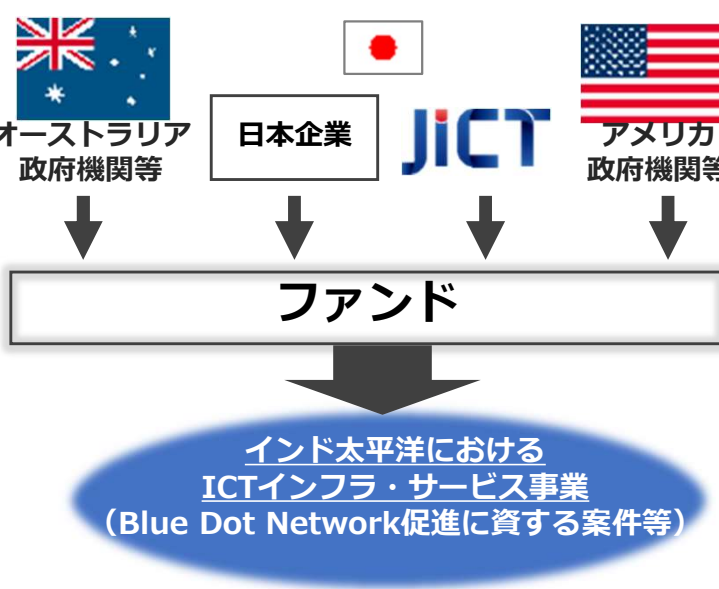 オーストラリア
政府機関等
日本企業
JiCT
アメリカ
政府機関等
ファンド
インド太平洋における
ICTインフラ・サービス事業
（Blue Dot Network促進に資する案件等）